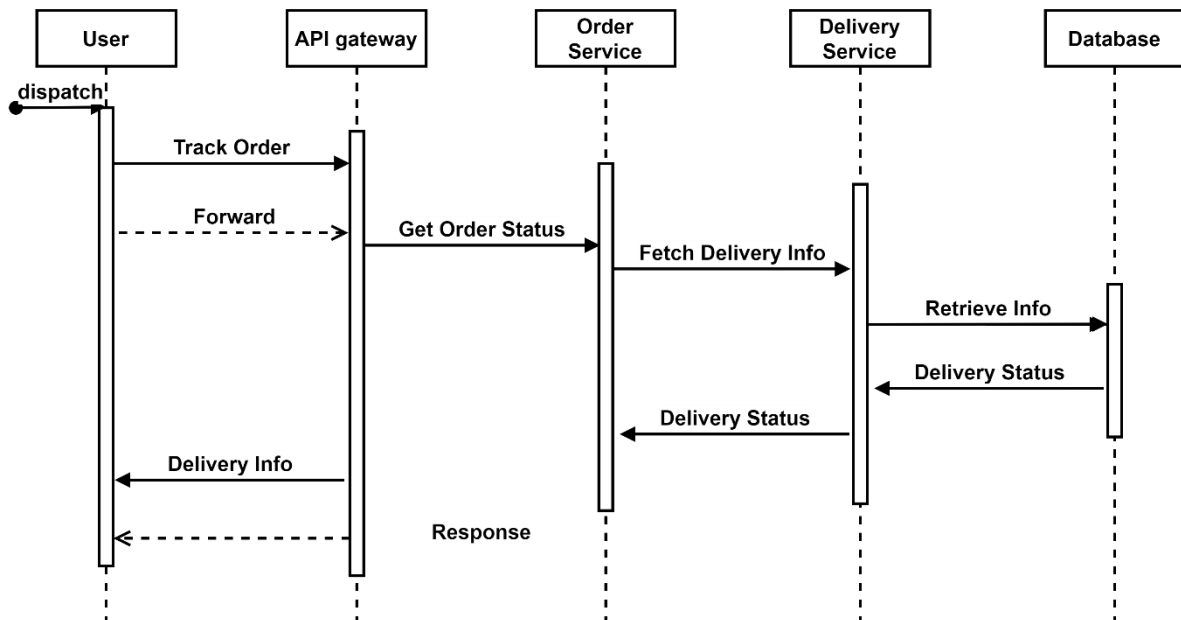 User
API gateway
Order
Service
Delivery
Service
Database
dispatch
Track Order
Forward
Get Order Status
Fetch Delivery Info
Retrieve Info
Delivery Status
Delivery Status
Delivery Info
Response